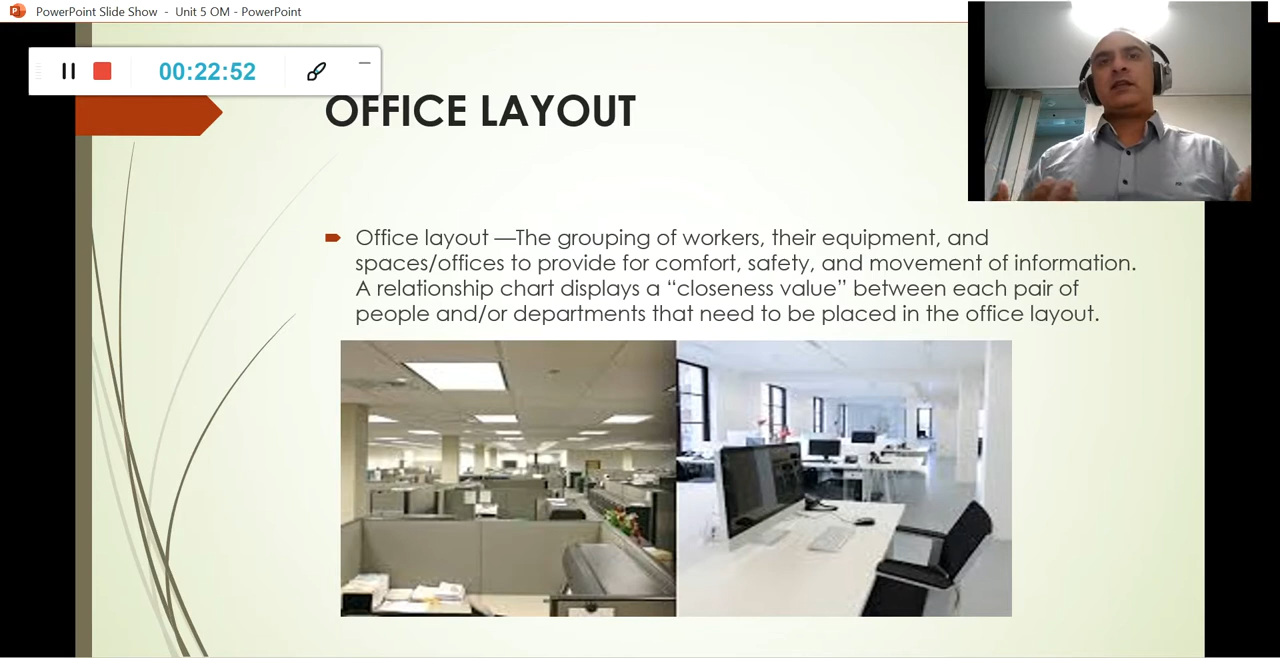 PowerPoint Slide Show - Unit 5 OM - PowerPoint
00:22:52
OFFICE LAYOUT
Office layout —The grouping of workers, their equipment, and
spaces/offices to provide for comfort, safety, and movement of information.
A relationship chart displays a “closeness value” between each pair of
people and/or departments that need to be placed in the office layout.